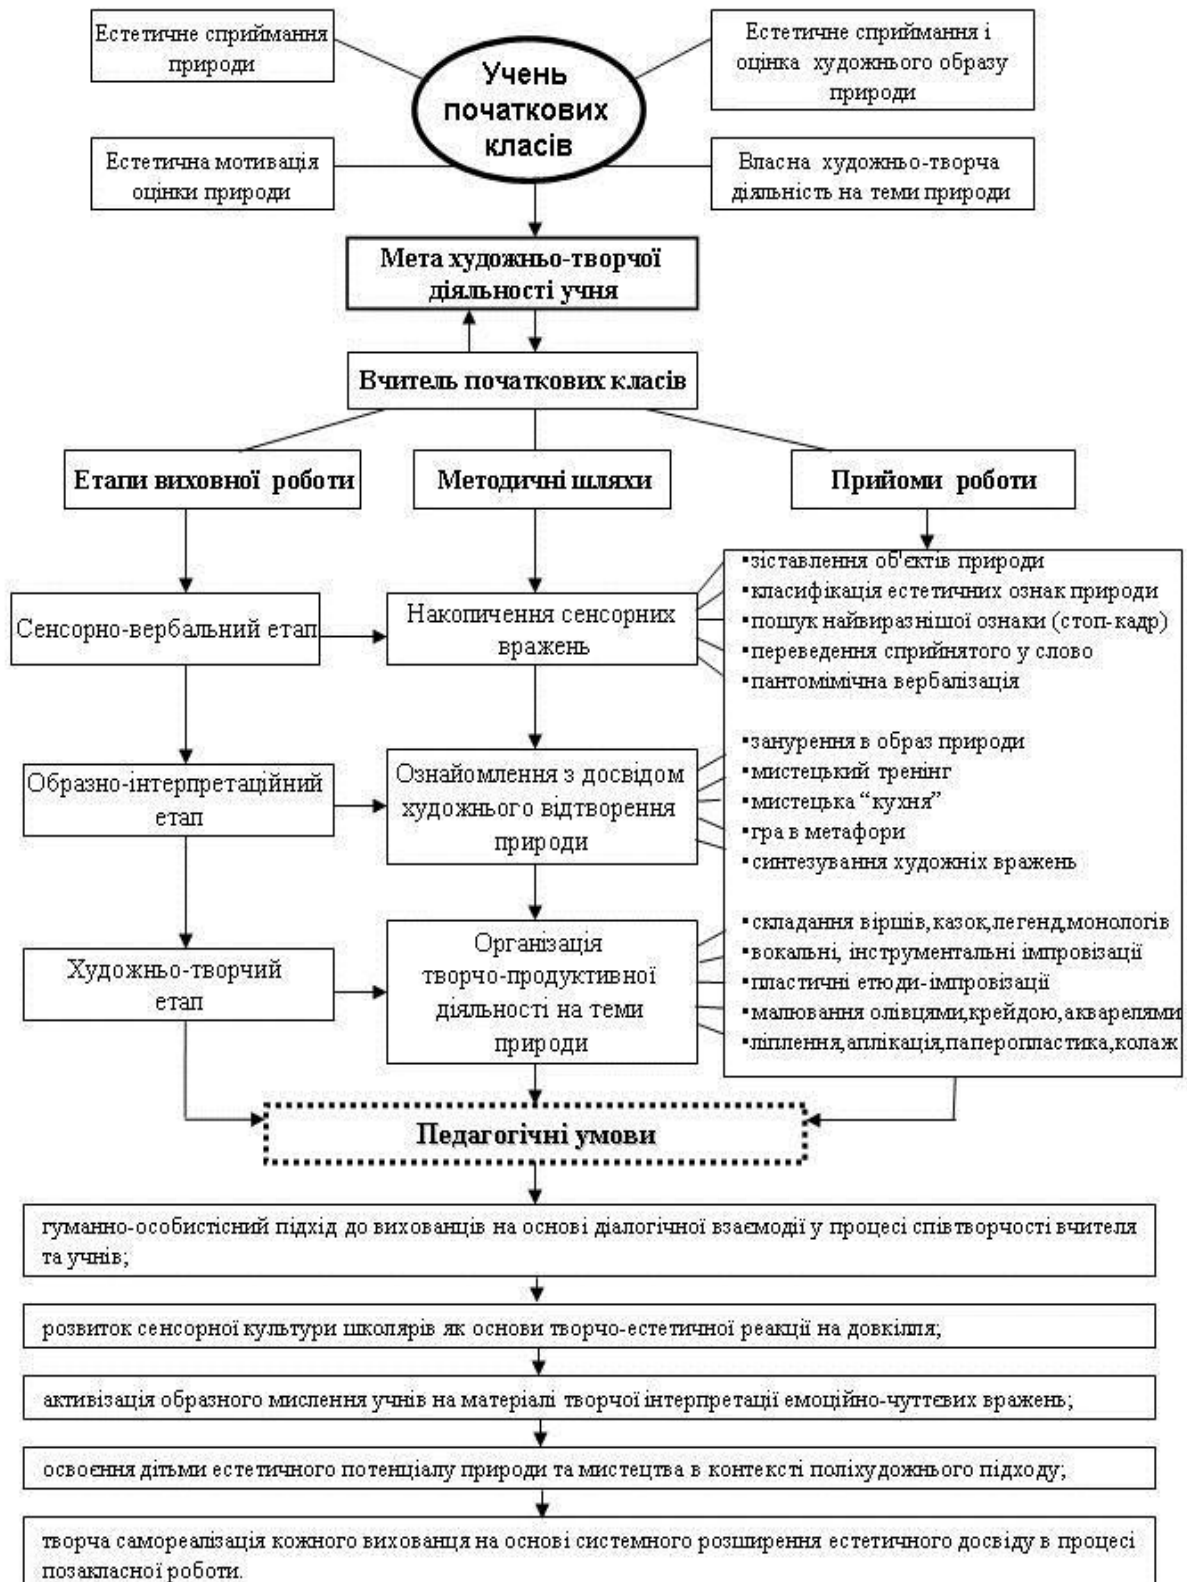 Естетичне сприймання
природи
Учень
початкових
класів
Естетичне сприймання і
оцінка художнього образу
природи
Естетична мотивація
оцінки природи
Власна художньо-творча
діяльність на теми природи
Мета художньо-творчої
діяльності учня
Вчитель початкових класів
Етапи виховної роботи
Методичні шляхи
Прийоми роботи
Сенсорно-вербальний етап
Накопичення сенсорних
вражень
▪зіставлення об'єктів природи
▪класифікація естетичних ознак природи
▪пошук найвиразнішої ознаки (стоп-кадр)
▪переведення сприйнятого у слово
▪пантомімічна вербалізація
Образно-інтерпретаційний
етап
Ознайомлення з досвідом
художнього відтворення
природи
▪занурення в образ природи
▪мистецький тренінг
▪мистецька “кухня”
▪гра в метафори
▪синтезування художніх вражень
Художньо-творчий
етап
Організація
творчо-продуктивної
діяльності на теми
природи
▪складання віршів,казок,легенд,монологів
▪вокальні, інструментальні імпровізації
▪пластичні етюди-імпровізації
▪малювання олівцями,крейдою,акварелями
▪ліплення,аплікація,паперопластика,колаж
Педагогічні умови
гуманно-особистісний підхід до вихованців на основі діалогічної взаємодії у процесі співтворчості вчителя
та учнів;
розвиток сенсорної культури школярів як основи творчо-естетичної реакції на довкілля;
активізація образного мислення учнів на матеріалі творчої інтерпретації емоційно-чуттєвих вражень;
освоєння дітьми естетичного потенціалу природи та мистецтва в контексті поліхудожнього підходу;
творча самореалізація кожного вихованця на основі системного розширення естетичного досвіду в процесі
позакласної роботи.